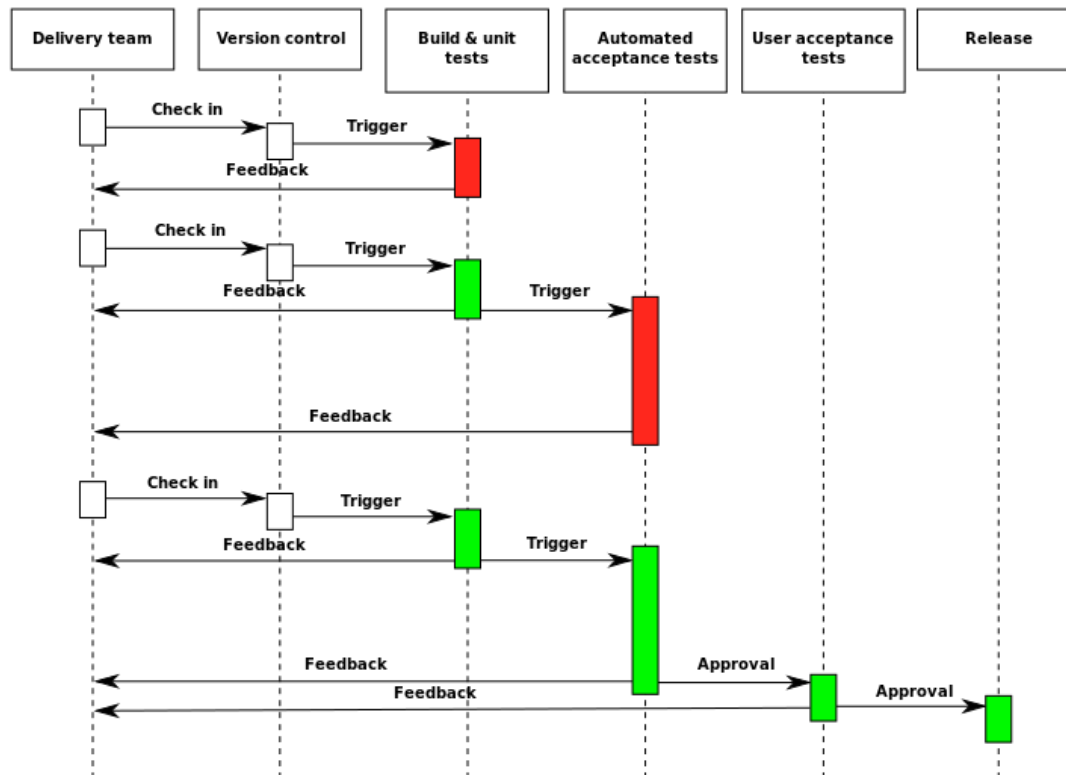 Delivery team
Version control
Build & unit
tests
Automated
acceptance tests
User acceptance
tests
Release
Check in
Trigger
Feedback
Check in
Trigger
Feedback
Trigger
Feedback
Check in
Trigger
Feedback
Trigger
Feedback
Approval
Feedback
Approval